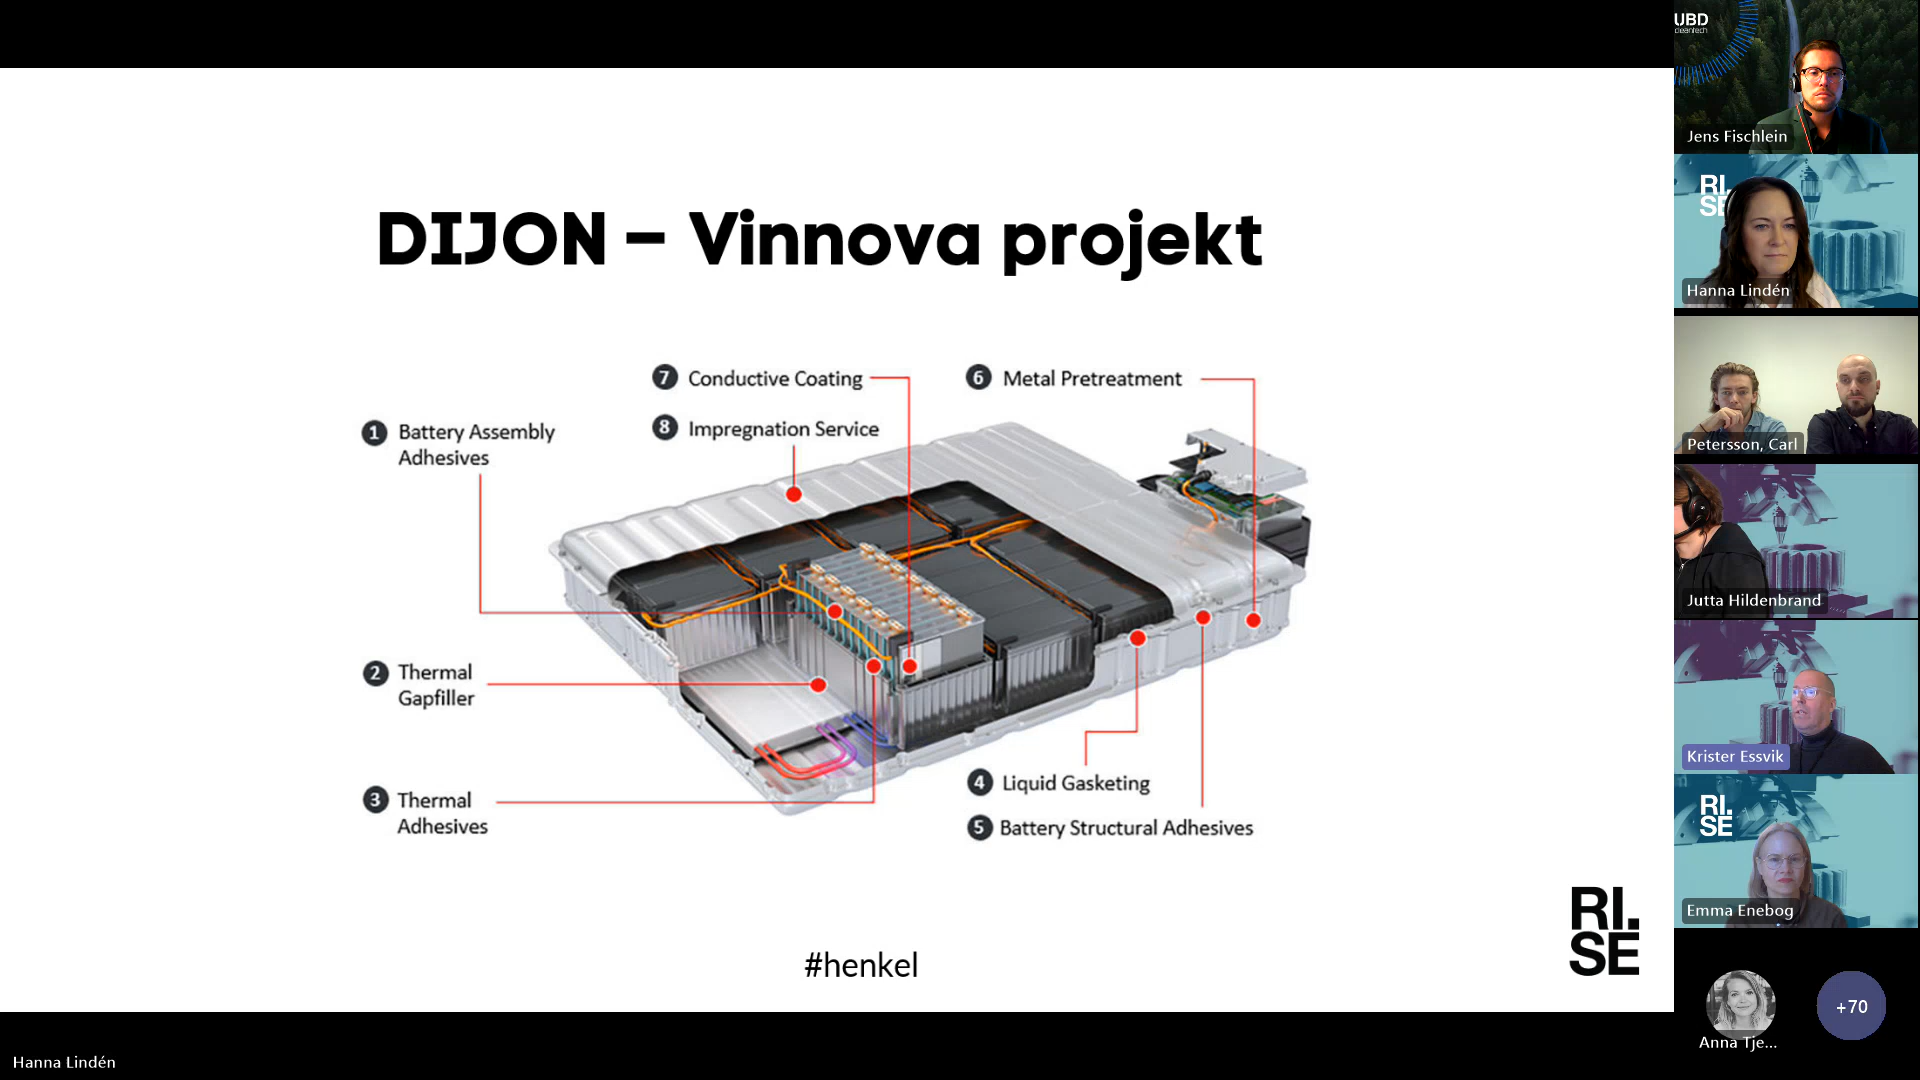 DIJON – Vinnova projekt
7 Conductive Coating
6 Metal Pretreatment
8 Impregnation Service
1 Battery Assembly
Adhesives
2 Thermal
Gapfiller
3 Thermal
Adhesives
4 Liquid Gasketing
5 Battery Structural Adhesives
#henkel
RI.
SE
Hanna Lindén
UBD
cleantech
Jens Fischlein
RI.
SE
Hanna Lindén
Petersson, Carl
Jutta Hildenbrand
Krister Essvik
RI.
SE
Emma Enebog
Anna Tje...
+70